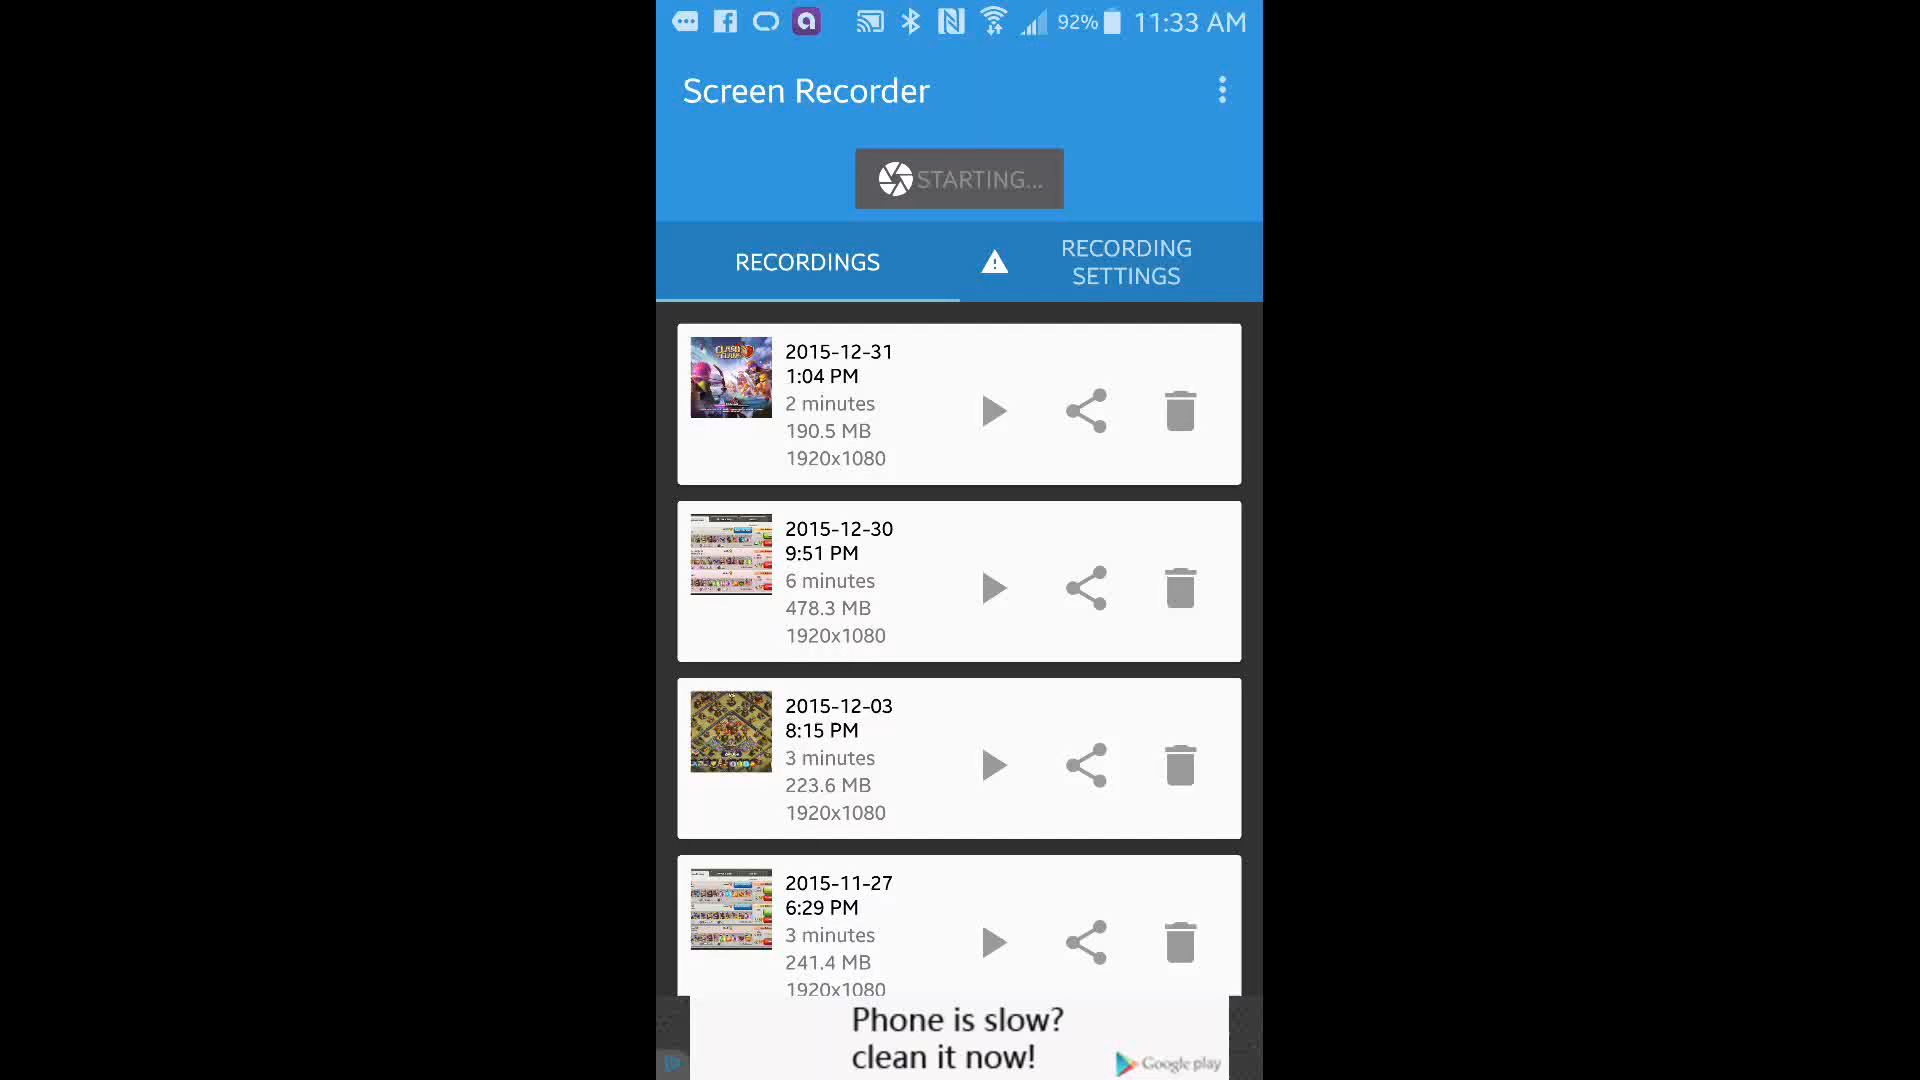 92% 11:33 AM
Screen Recorder
STARTING...
RECORDINGS
RECORDING
SETTINGS
2015-12-31
1:04 PM
2 minutes
190.5 MB
1920x1080
2015-12-30
9:51 PM
6 minutes
478.3 MB
1920x1080
2015-12-03
8:15 PM
3 minutes
223.6 MB
1920x1080
2015-11-27
6:29 PM
3 minutes
241.4 MB
1920x1080
Phone is slow?
clean it now!
Google play